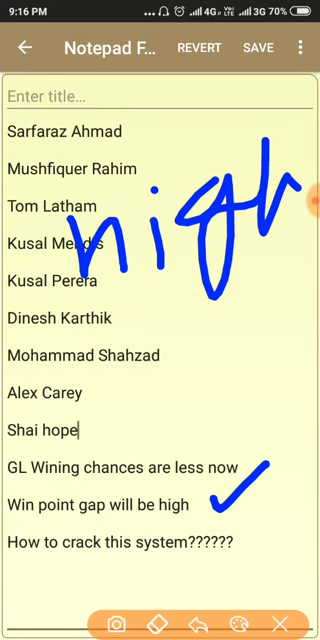 9:16 PM ... 4G VoLTE 3G 70%
Notepad F... REVERT SAVE
Enter title...
Sarfaraz Ahmad
Mushfiquer Rahim
Tom Latham
Kusal Mendis
Kusal Perera
Dinesh Karthik
Mohammad Shahzad
Alex Carey
Shai hope
GL Wining chances are less now
Win point gap will be high
How to crack this system??????
high